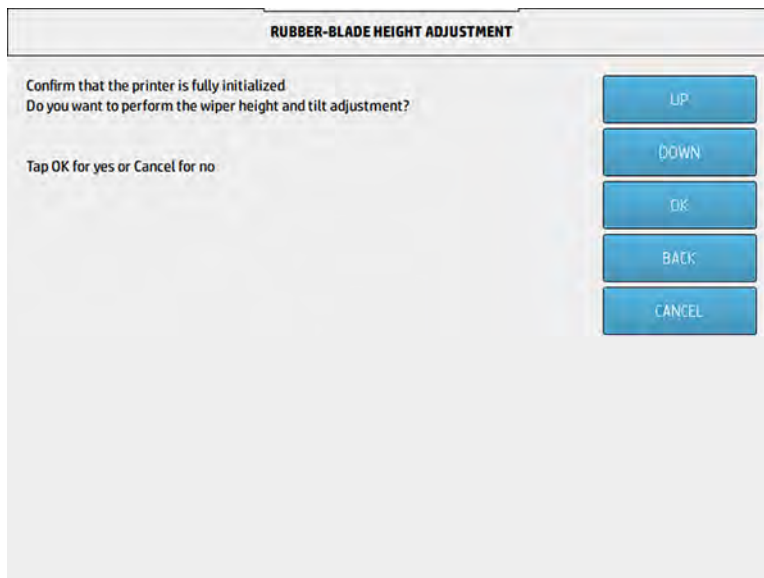 RUBBER-BLADE HEIGHT ADJUSTMENT
Confirm that the printer is fully initialized
Do you want to perform the wiper height and tilt adjustment?
Tap OK for yes or Cancel for no
UP
DOWN
OK
BACK
CANCEL